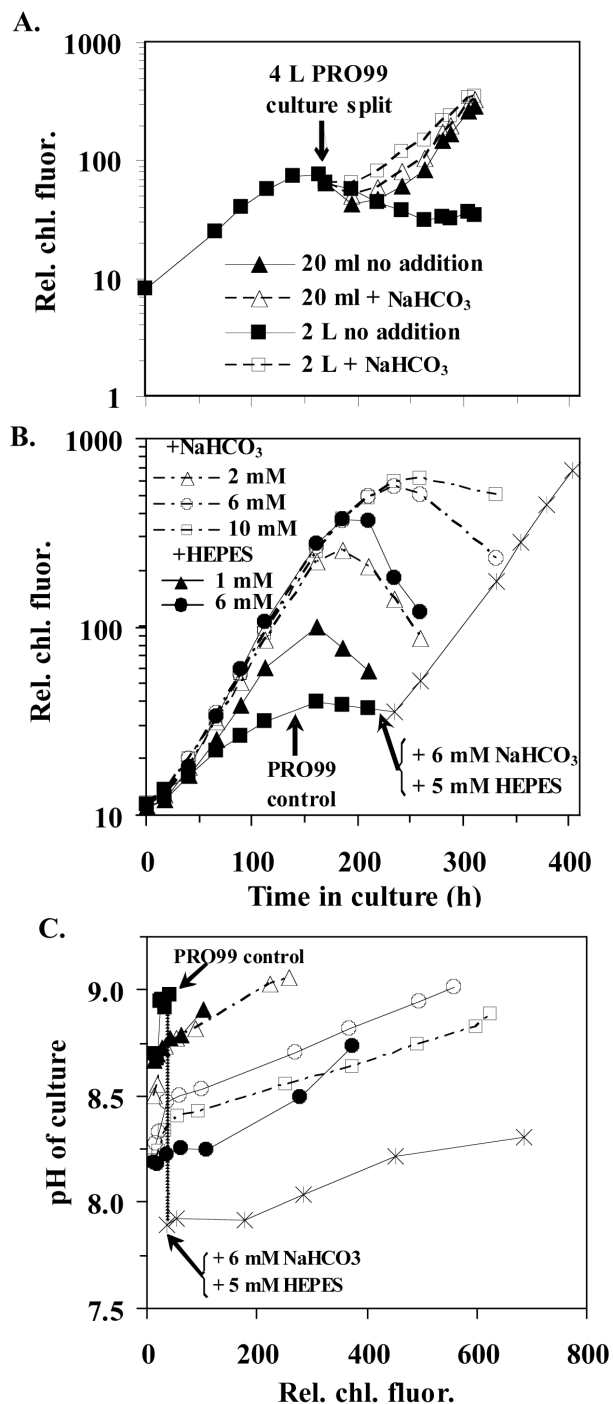 A.
1000
100
10
1
Rel. chl. fluor.
4 L PRO99
culture split
20 ml no addition
20 ml + NaHCO3
2 L no addition
2 L + NaHCO3
B.
1000
100
10
Rel. chl. fluor.
+NaHCO3
2 mM
6 mM
10 mM
+HEPES
1 mM
6 mM
PRO99
control
+ 6 mM NaHCO3
+ 5 mM HEPES
0 100 200 300 400
Time in culture (h)
C.
9.0
8.5
8.0
7.5
pH of culture
PRO99 control
+ 6 mM NaHCO3
+ 5 mM HEPES
0 200 400 600 800
Rel. chl. fluor.